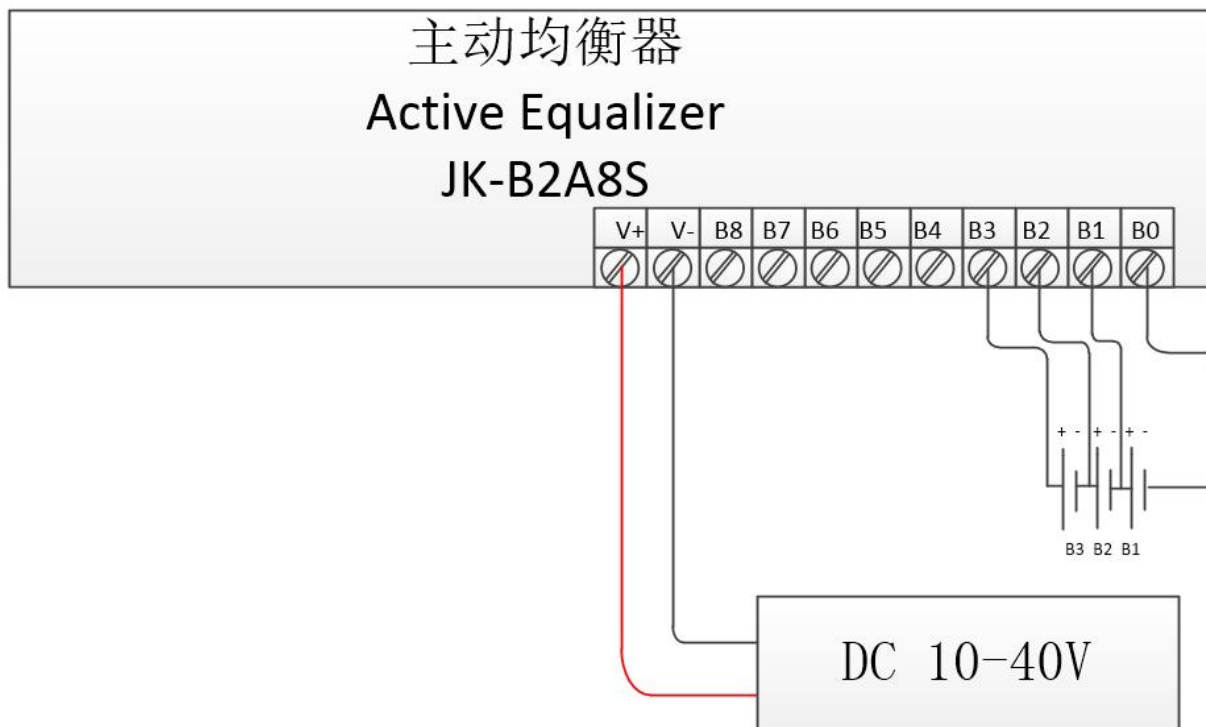 主动均衡器
Active Equalizer
JK-B2A8S
V+ V- B8 B7 B6 B5 B4 B3 B2 B1 B0
+ - + - + -
B3 B2 B1
DC 10-40V